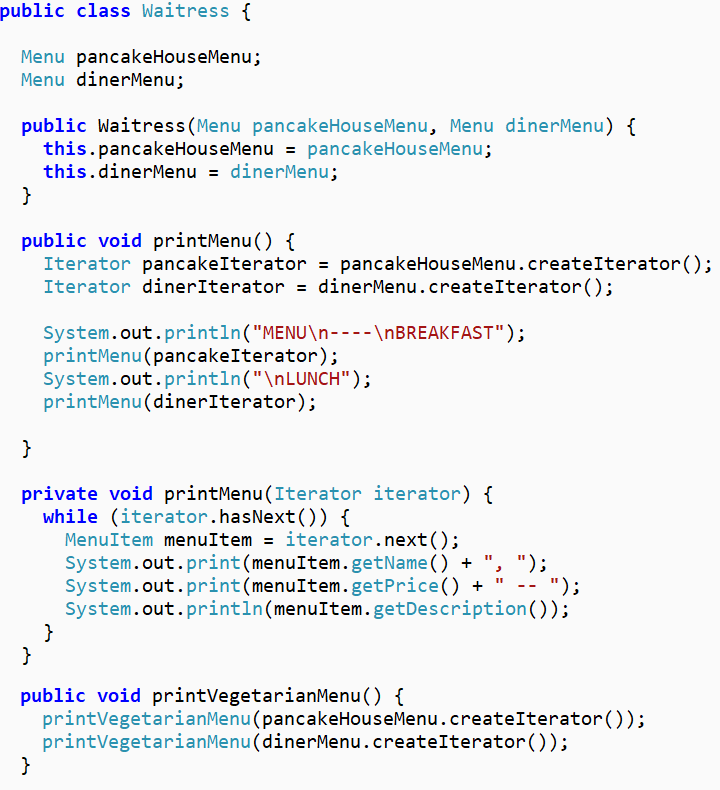 public class Waitress {
Menu pancakeHouseMenu;
Menu dinerMenu;
public Waitress(Menu pancakeHouseMenu, Menu dinerMenu) {
this.pancakeHouseMenu = pancakeHouseMenu;
this.dinerMenu = dinerMenu;
}
public void printMenu() {
Iterator pancakeIterator = pancakeHouseMenu.createIterator();
Iterator dinerIterator = dinerMenu.createIterator();
System.out.println("MENU\n----\nBREAKFAST");
printMenu(pancakeIterator);
System.out.println("\nLUNCH");
printMenu(dinerIterator);
}
private void printMenu(Iterator iterator) {
while (iterator.hasNext()) {
MenuItem menuItem = iterator.next();
System.out.print(menuItem.getName() + ", ");
System.out.print(menuItem.getPrice() + " -- ");
System.out.println(menuItem.getDescription());
}
}
public void printVegetarianMenu() {
printVegetarianMenu(pancakeHouseMenu.createIterator());
printVegetarianMenu(dinerMenu.createIterator());
}